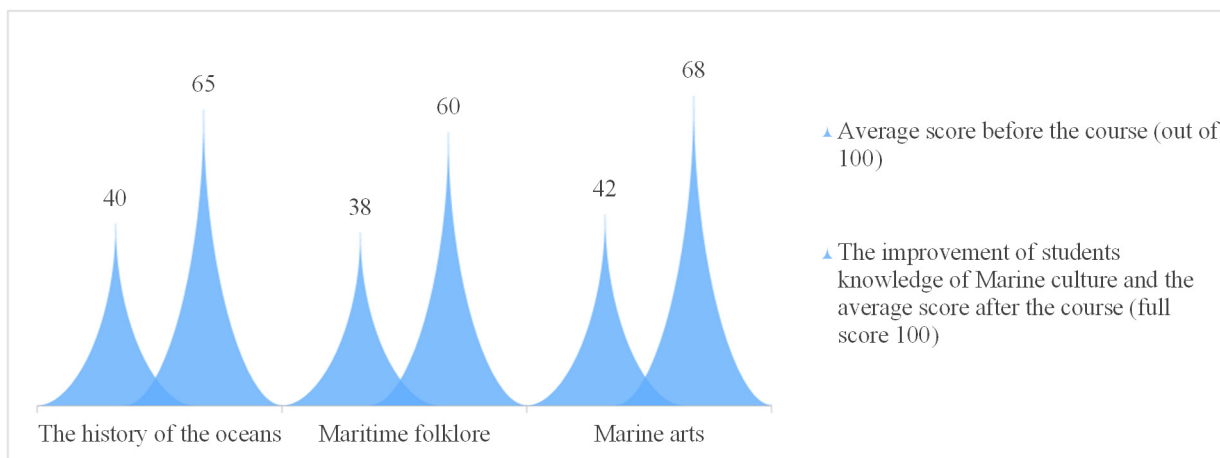 65
68
60
40
42
38
Average score before the course (out of
100)
The improvement of students
knowledge of Marine culture and the
average score after the course (full
score 100)
The history of the oceans
Maritime folklore
Marine arts